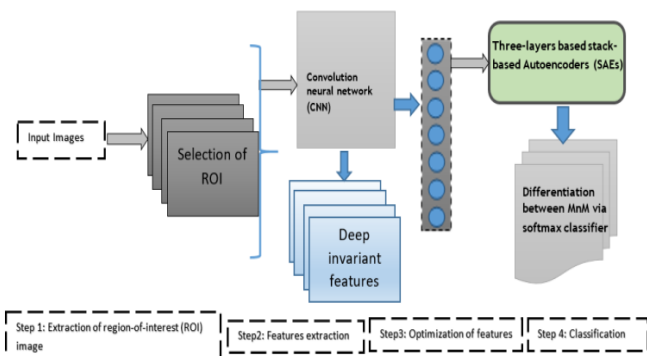 Input Images
Selection of
ROI
Convolution
neural network
(CNN)
Deep
invariant
features
Three-layers based stack-
based Autoencoders (SAEs)
Differentiation
between MnM via
softmax classifier
Step 1: Extraction of region-of-interest (ROI)
image
Step2: Features extraction
Step3: Optimization of features
Step 4: Classification